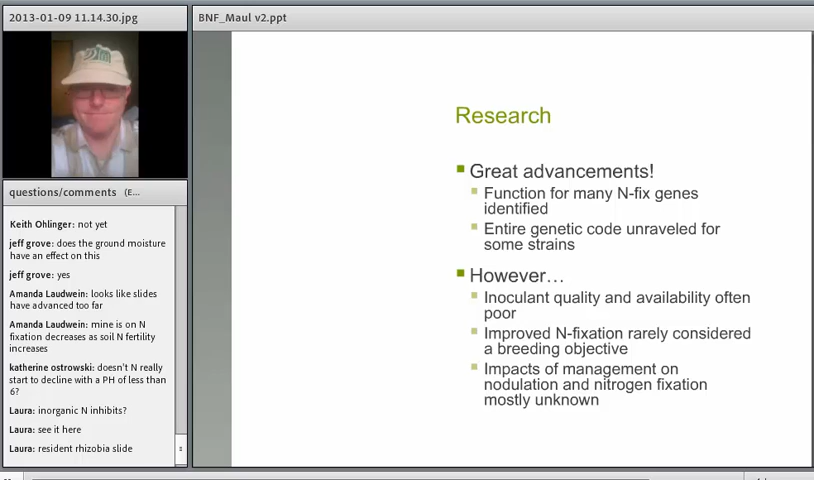 2013-01-09 11.14.30.jpg
BNF_Maul v2.ppt
questions/comments (E...
Keith Ohlinger: not yet
jeff grove: does the ground moisture
have an effect on this
jeff grove: yes
Amanda Laudwein: looks like slides
have advanced too far
Amanda Laudwein: mine is on N
fixation decreases as soil N fertility
increases
katherine ostrowski: doesn't N really
start to decline with a PH of less than
6?
Laura: inorganic N inhibits?
Laura: see it here
Laura: resident rhizobia slide
Research
Great advancements!
Function for many N-fix genes
identified
Entire genetic code unraveled for
some strains
However…
Inoculant quality and availability often
poor
Improved N-fixation rarely considered
a breeding objective
Impacts of management on
nodulation and nitrogen fixation
mostly unknown